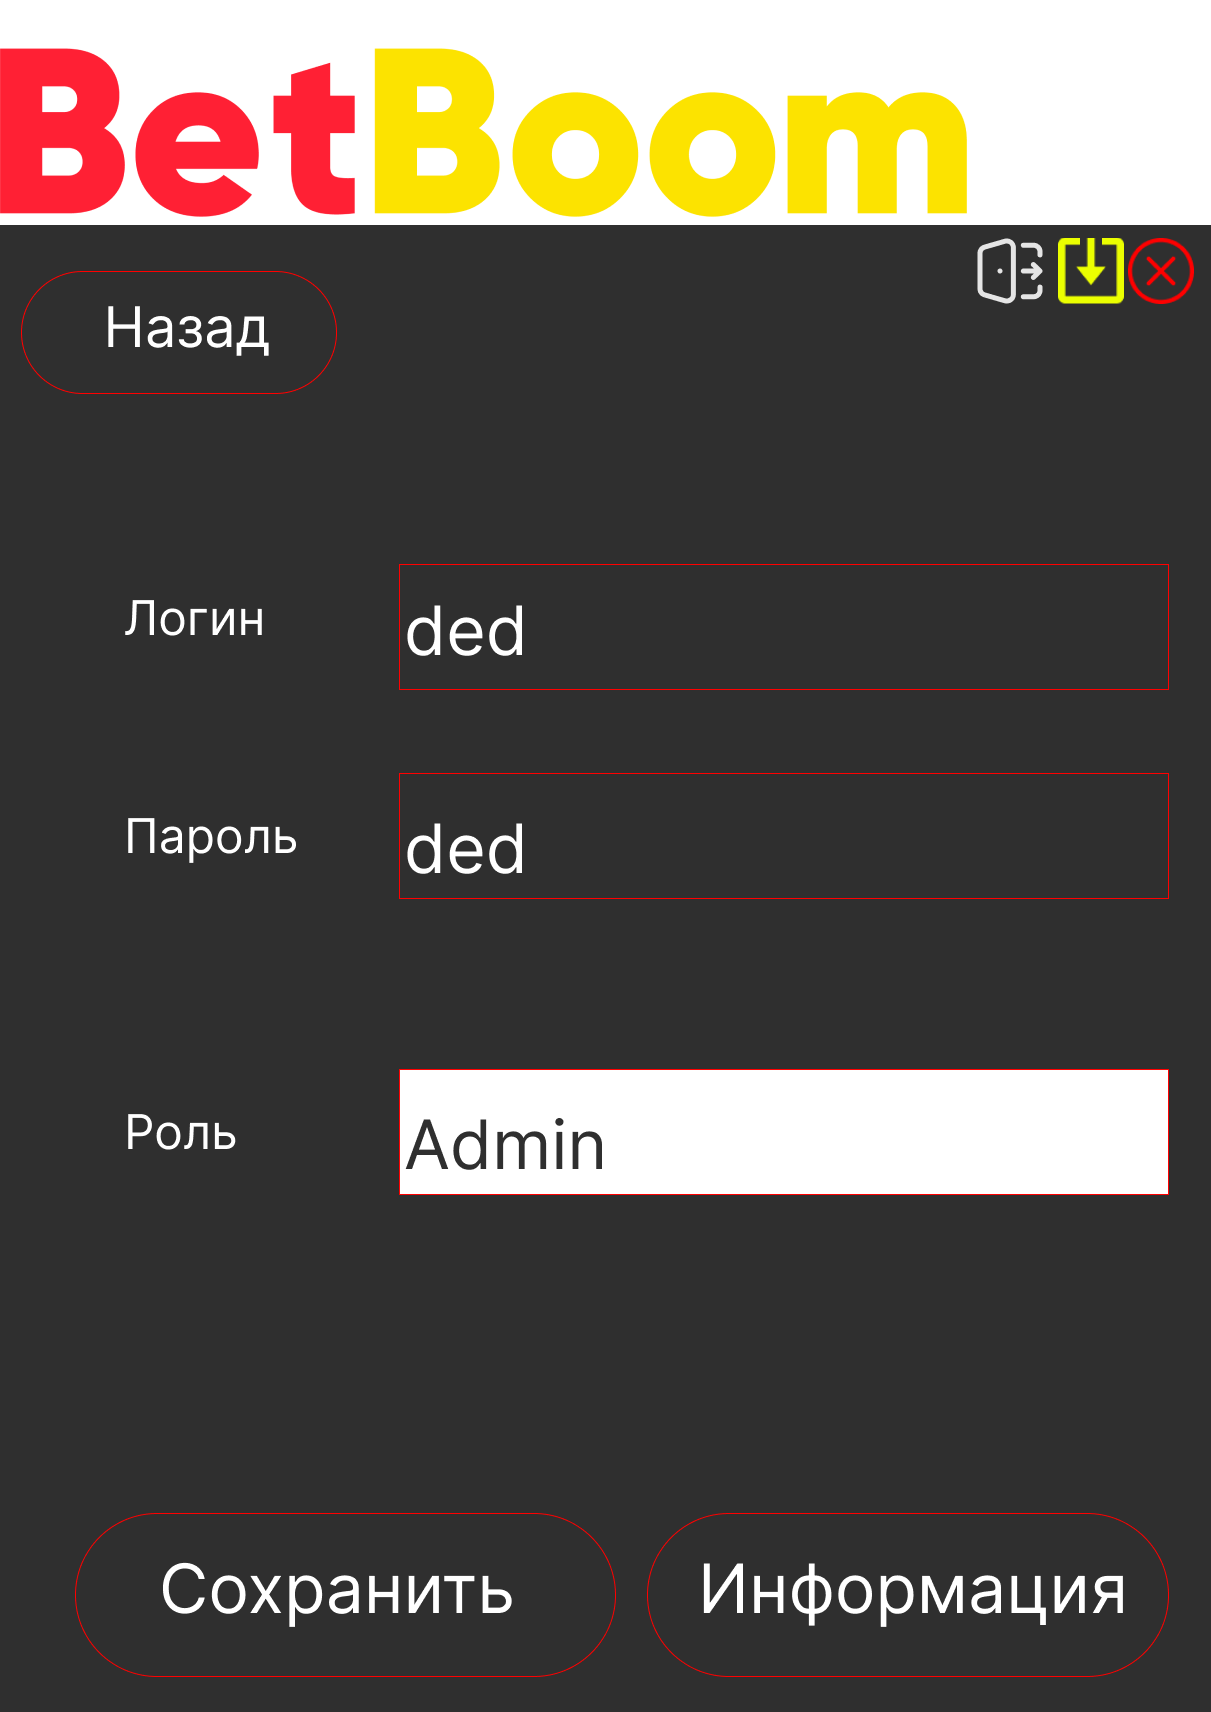 BetBoom
Назад
Логин
ded
Пароль
ded
Роль
Admin
Сохранить
Информация